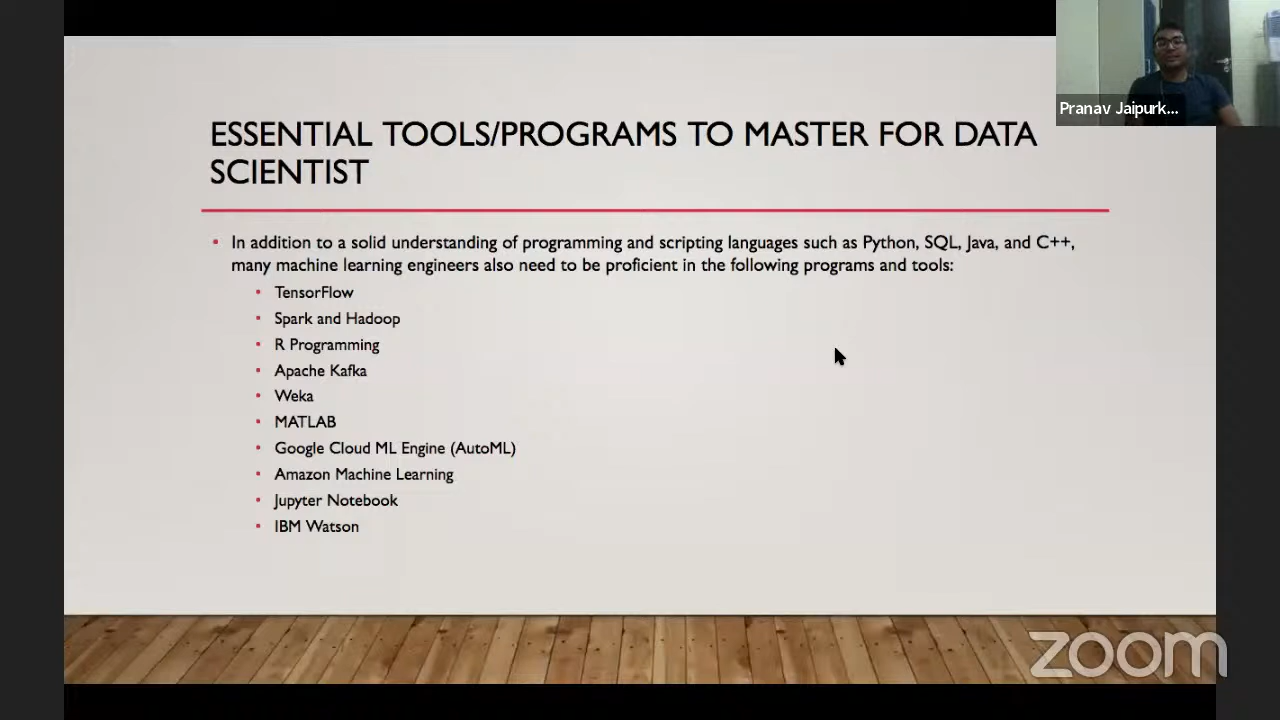 Pranav Jaipurk...
ESSENTIAL TOOLS/PROGRAMS TO MASTER FOR DATA
SCIENTIST
• In addition to a solid understanding of programming and scripting languages such as Python, SQL, Java, and C++,
many machine learning engineers also need to be proficient in the following programs and tools:
• TensorFlow
• Spark and Hadoop
• R Programming
• Apache Kafka
• Weka
• MATLAB
• Google Cloud ML Engine (AutoML)
• Amazon Machine Learning
• Jupyter Notebook
• IBM Watson
zoom